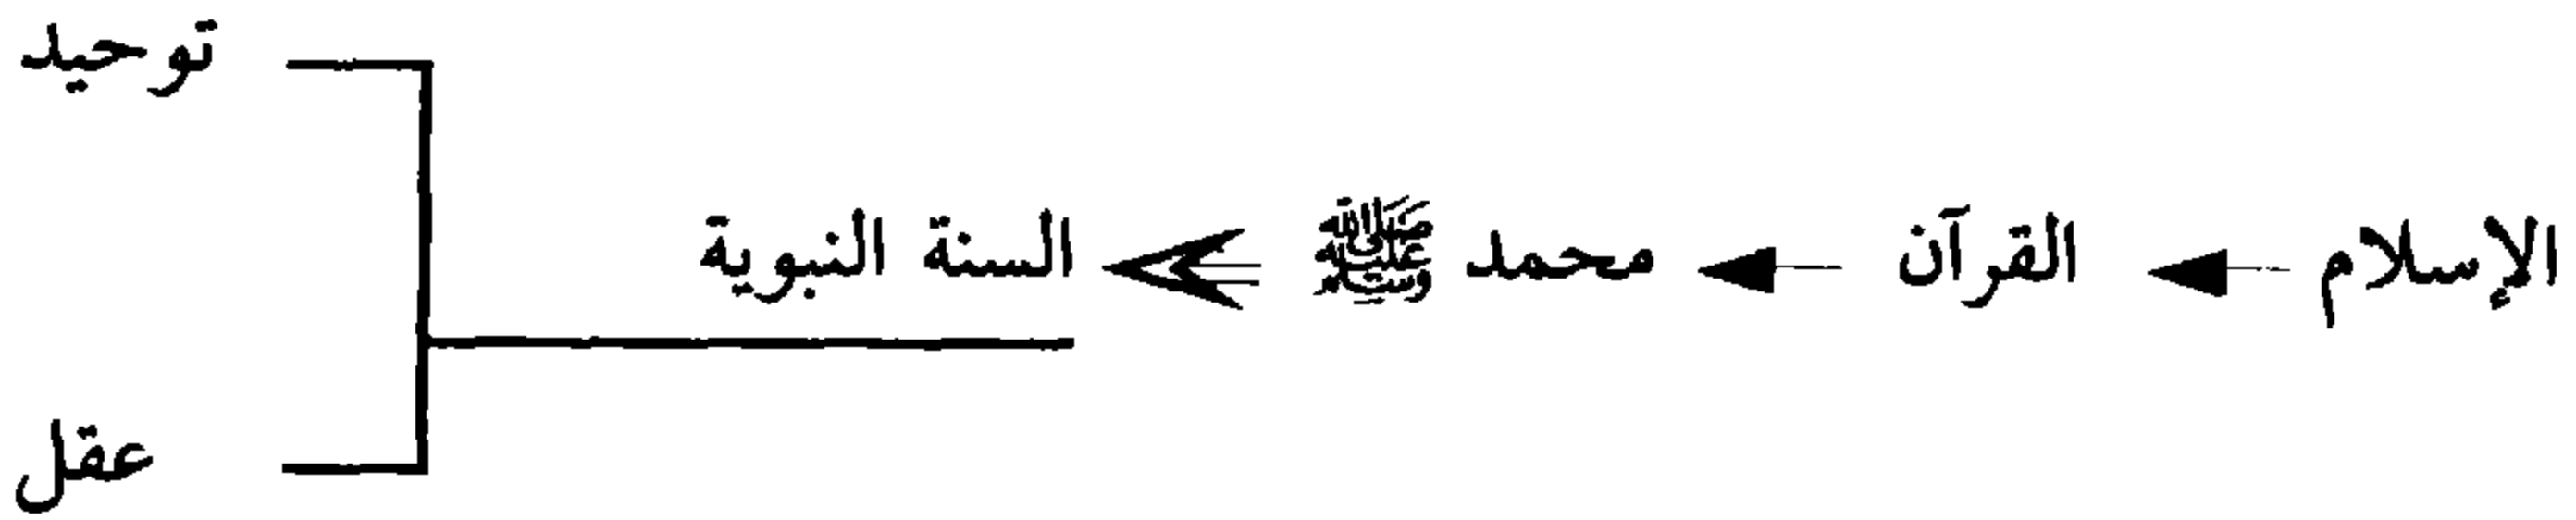 توحيد
الإسلام ← القرآن ← محمد ﷺ ⇐ السنة النبوية
عقل